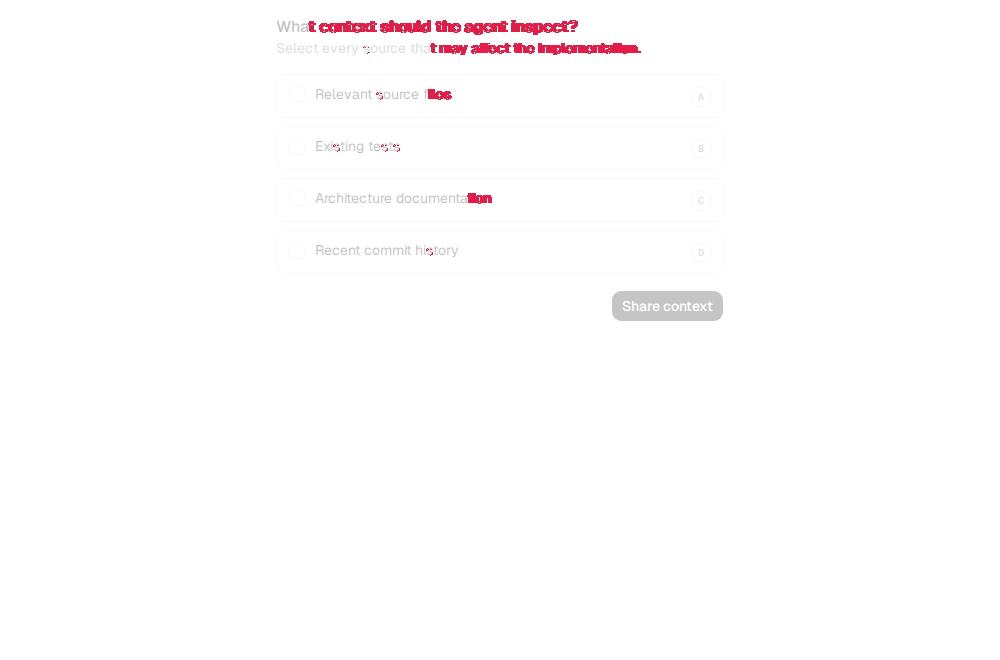 What context should the agent inspect?
Select every source that may affect the implementation.
Relevant source files
A
Existing tests
B
Architecture documentation
C
Recent commit history
D
Share context